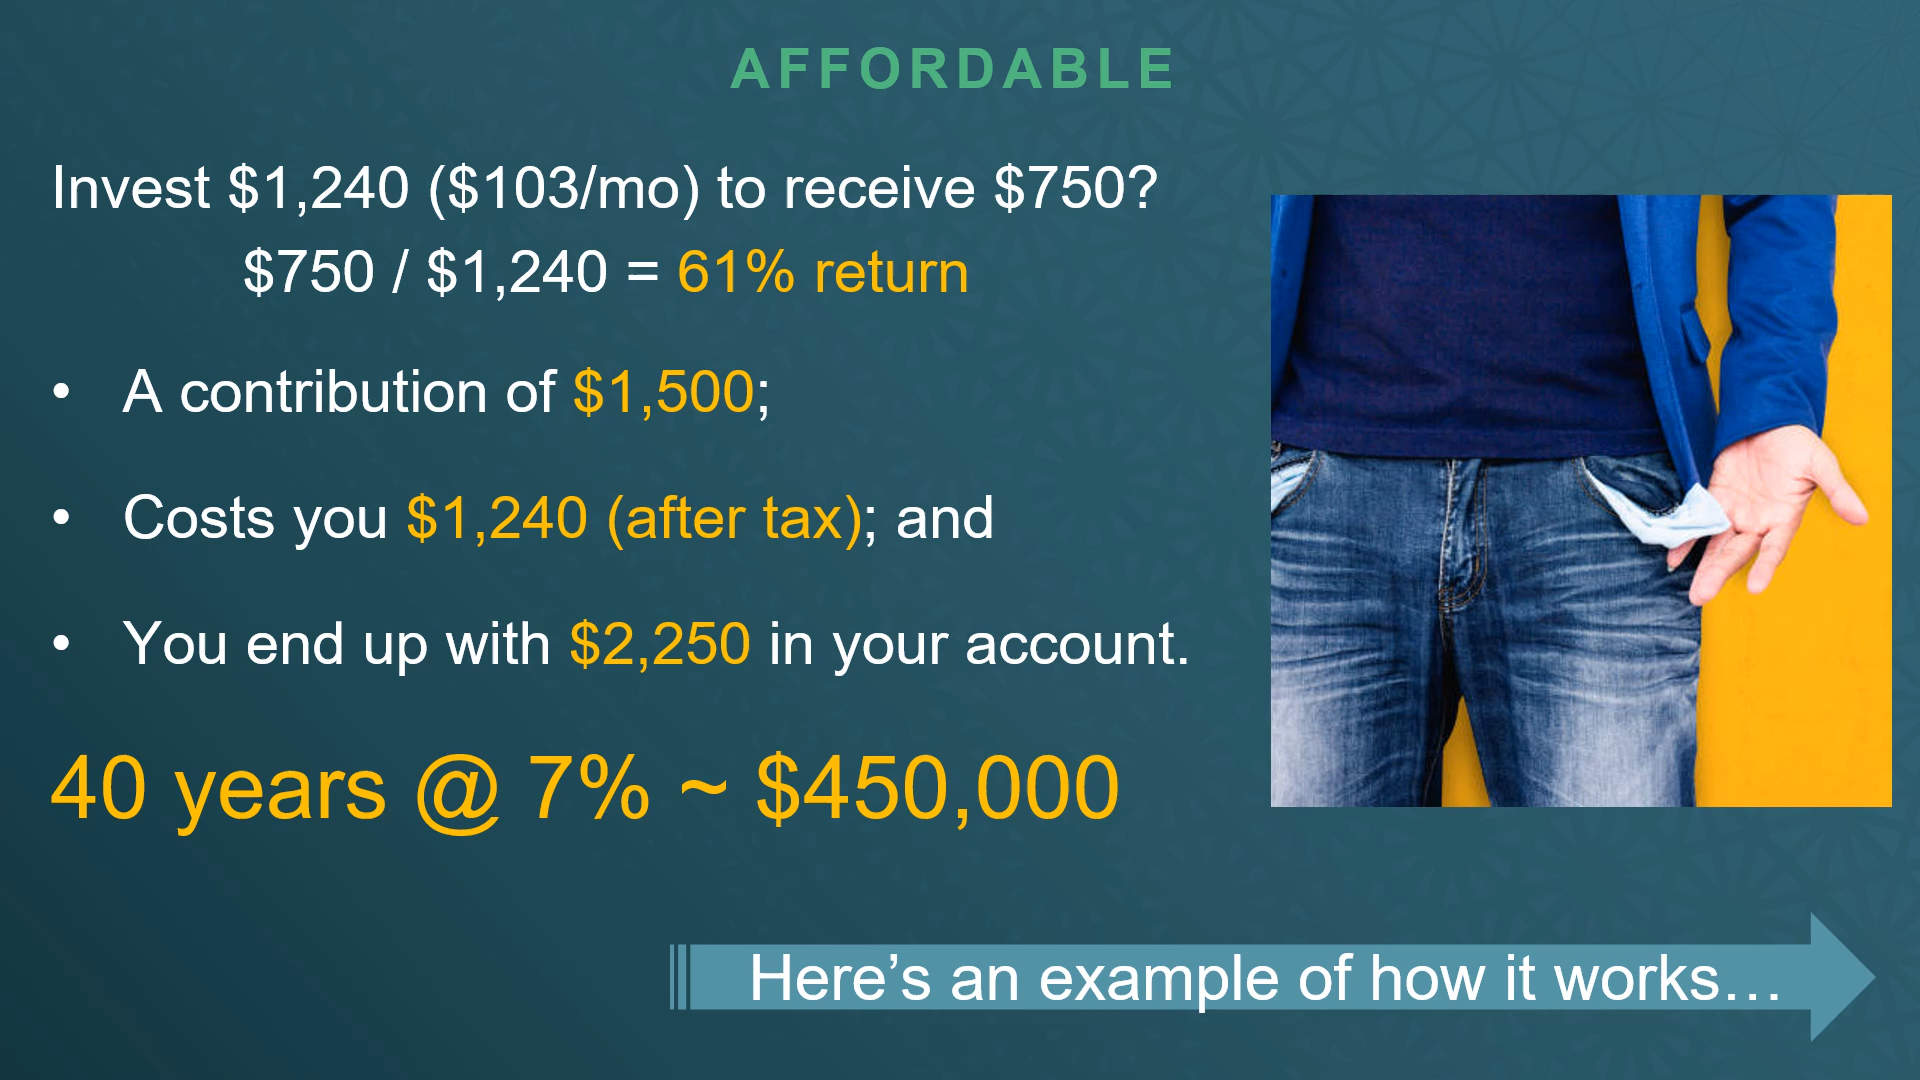 AFFORDABLE
Invest $1,240 ($103/mo) to receive $750?
$750 / $1,240 = 61% return
• A contribution of $1,500;
• Costs you $1,240 (after tax); and
• You end up with $2,250 in your account.
40 years @ 7% ~ $450,000
Here’s an example of how it works…